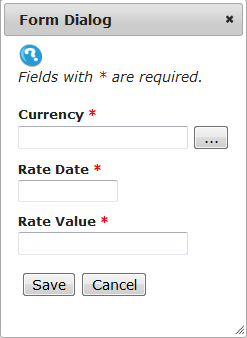 Form Dialog
Fields with * are required.
Currency *
...
Rate Date *
Rate Value *
Save Cancel